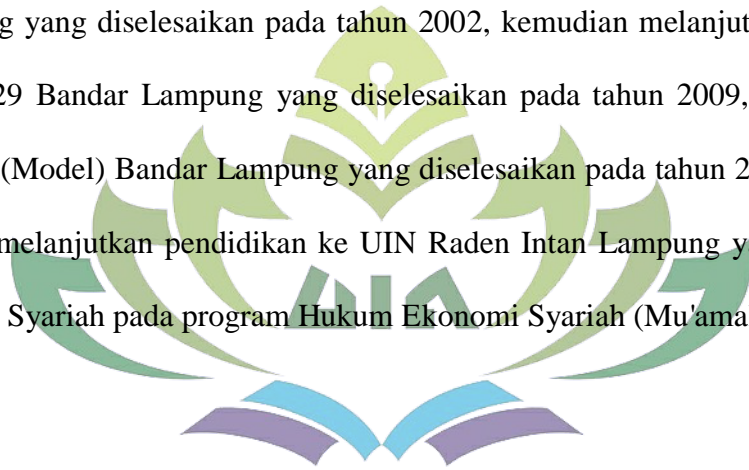 g yang diselesaikan pada tahun 2002, kemudian melanjut
29 Bandar Lampung yang diselesaikan pada tahun 2009,
(Model) Bandar Lampung yang diselesaikan pada tahun 2
melanjutkan pendidikan ke UIN Raden Intan Lampung y
Syariah pada program Hukum Ekonomi Syariah (Mu'ama
UIN